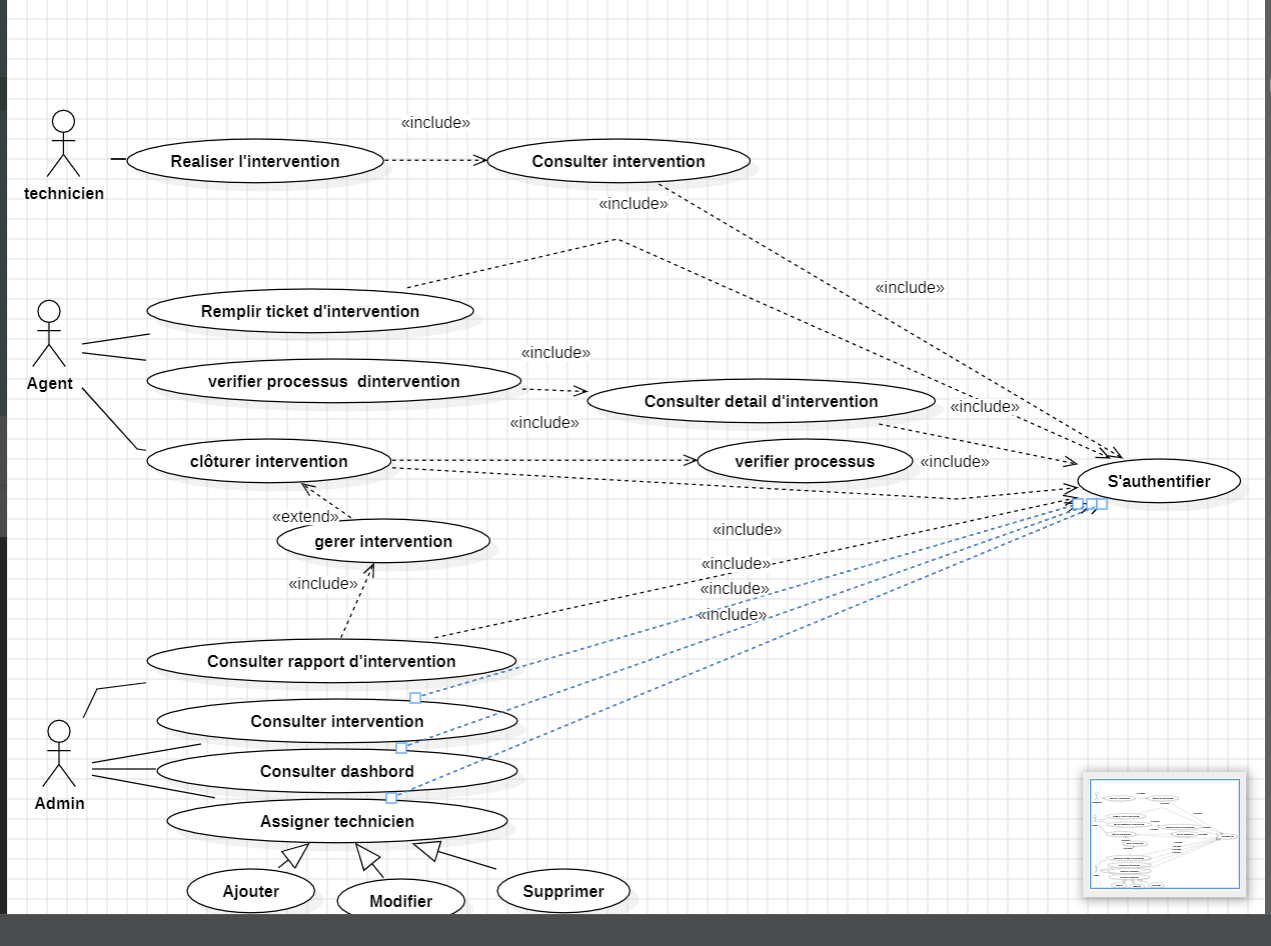 «include»
Realiser l'intervention
Consulter intervention
technicien
«include»
«include»
Remplir ticket d'intervention
Agent
«include»
verifier processus  dintervention
Consulter detail d'intervention
«include»
«include»
clôturer intervention
verifier processus
«include»
S'authentifier
«extend»
gerer intervention
«include»
«include»
«include»
«include»
«include»
Consulter rapport d'intervention
Consulter intervention
Consulter dashbord
Admin
Assigner technicien
Ajouter
Modifier
Supprimer